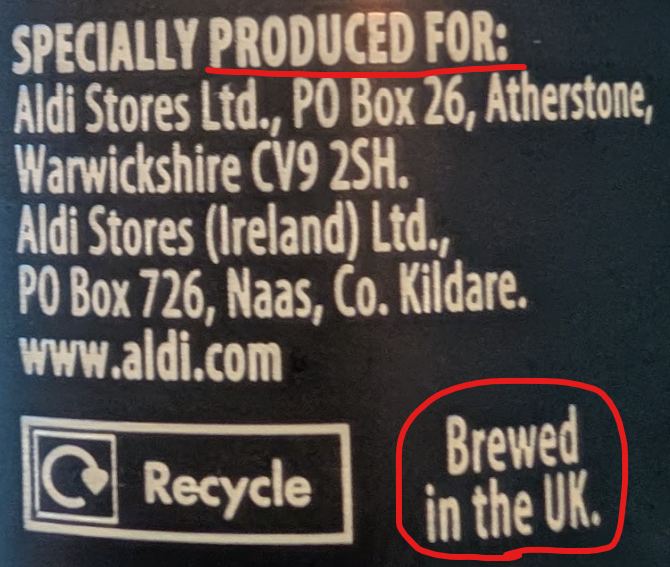 SPECIALLY PRODUCED FOR:
Aldi Stores Ltd., PO Box 26, Atherstone,
Warwickshire CV9 2SH.
Aldi Stores (Ireland) Ltd.,
PO Box 726, Naas, Co. Kildare.
www.aldi.com
Recycle
Brewed
in the UK.